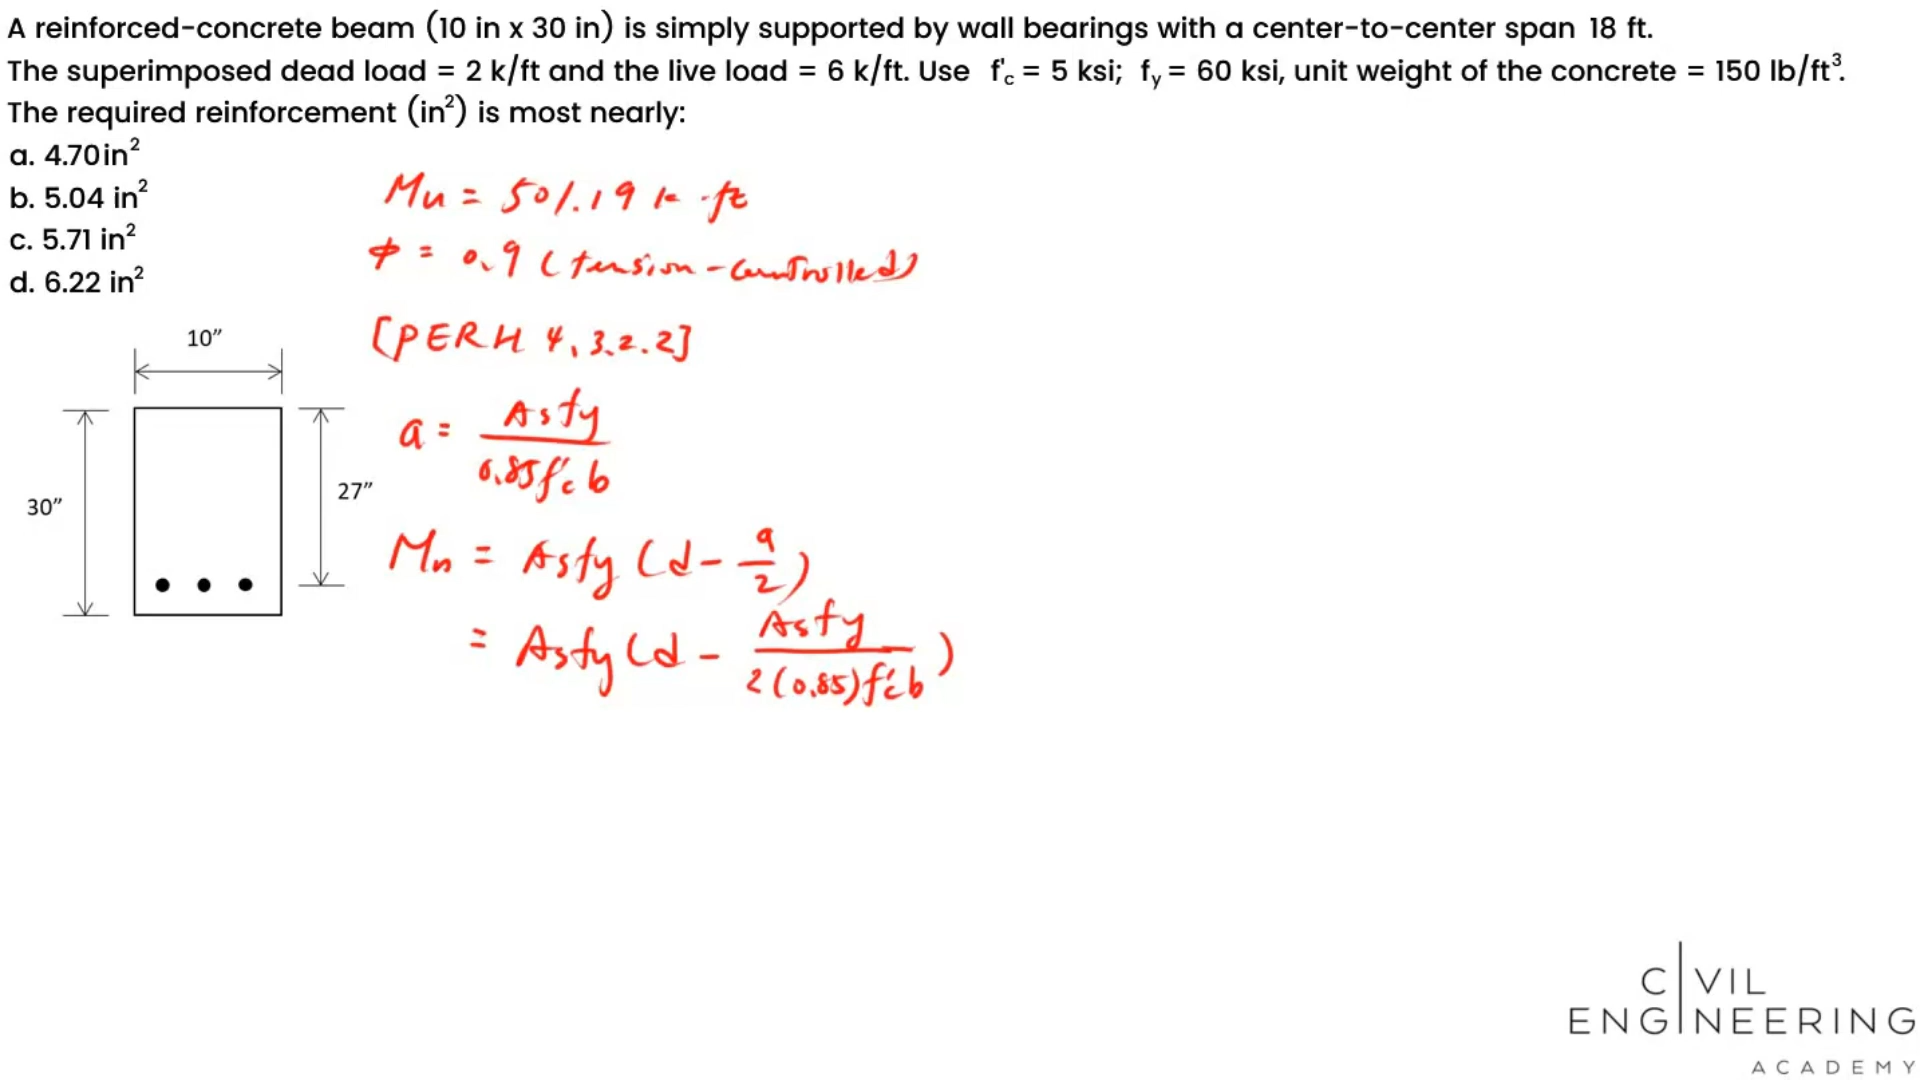 A reinforced-concrete beam (10 in x 30 in) is simply supported by wall bearings with a center-to-center span 18 ft.
The superimposed dead load = 2 k/ft and the live load = 6 k/ft. Use f'c = 5 ksi; fy = 60 ksi, unit weight of the concrete = 150 lb/ft³.
The required reinforcement (in²) is most nearly:
a. 4.70in²
b. 5.04 in²
c. 5.71 in²
d. 6.22 in²
Mu = 501.19 k-ft
φ = 0.9 (tension-controlled)
[PERH 4.3.2.2]
a = Asfy / 0.85f'cb
Mn = Asfy (d - a/2)
= Asfy (d - Asfy / 2(0.85)f'cb)
10”
30”
27”
CIVIL
ENGINEERING
ACADEMY